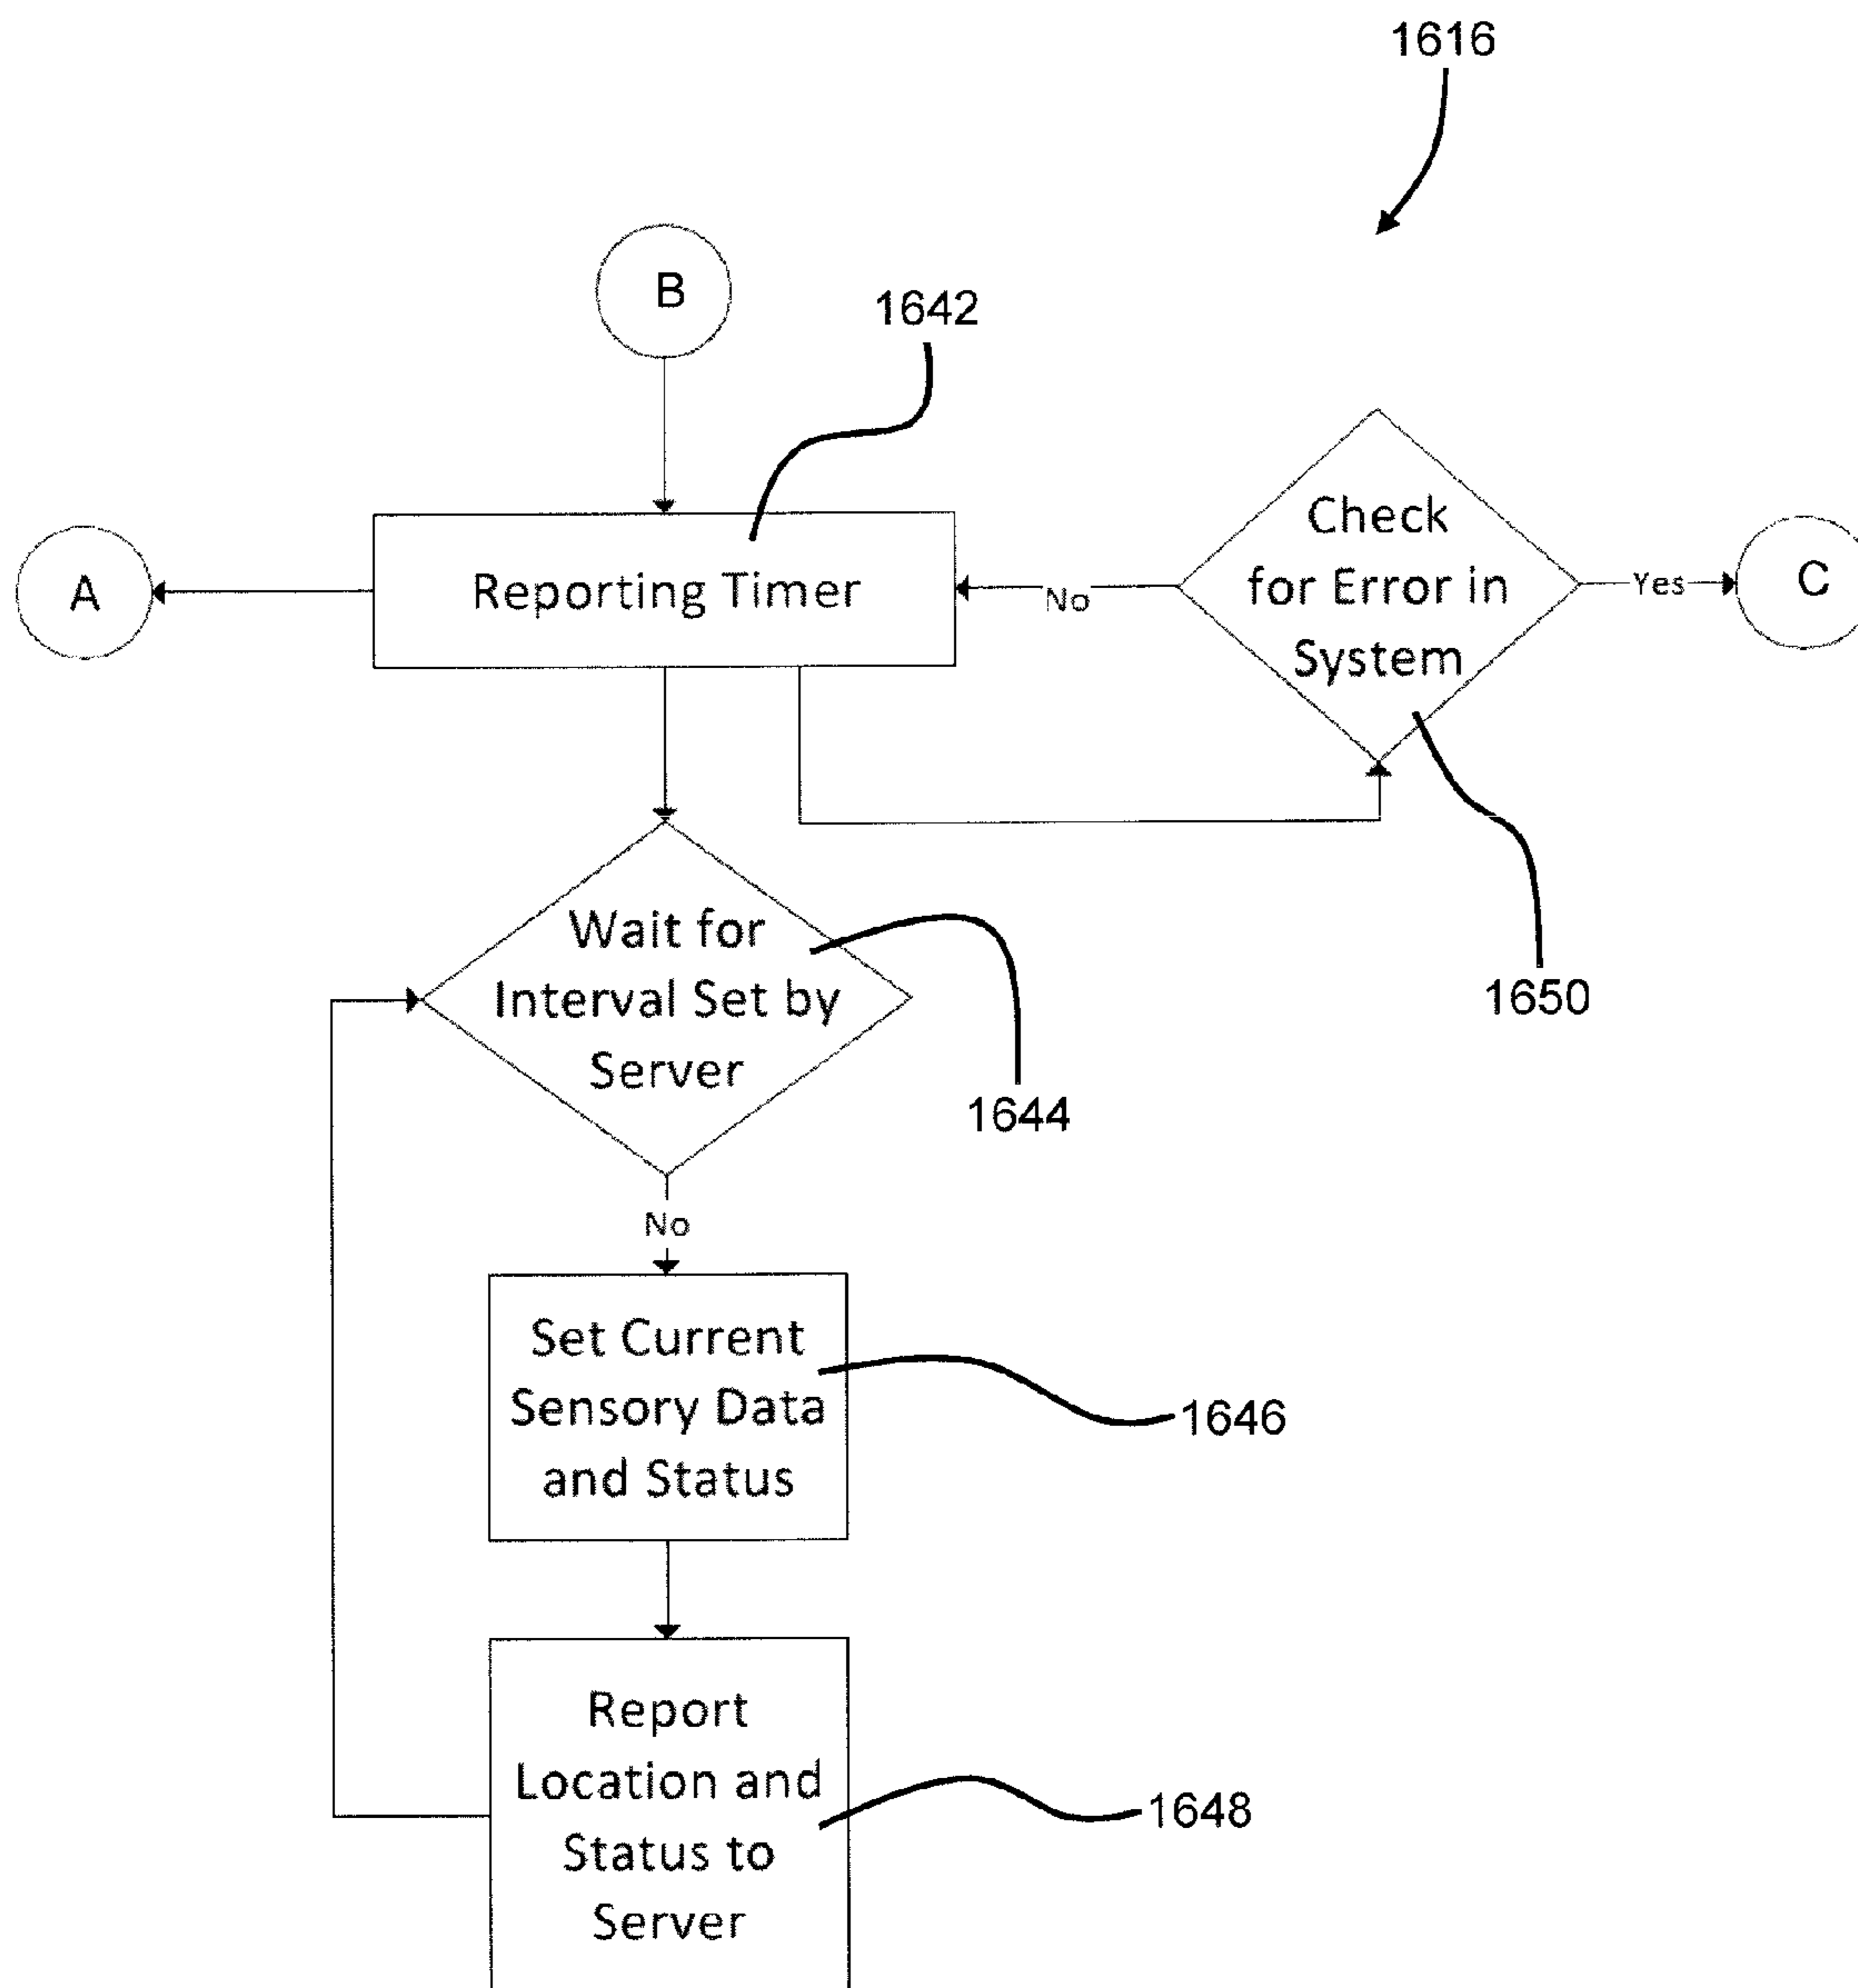 1616
B
1642
A
Reporting Timer
No
Check
for Error in
System
Yes
C
Wait for
Interval Set by
Server
1644
1650
No
Set Current
Sensory Data
and Status
1646
Report
Location and
Status to
Server
1648